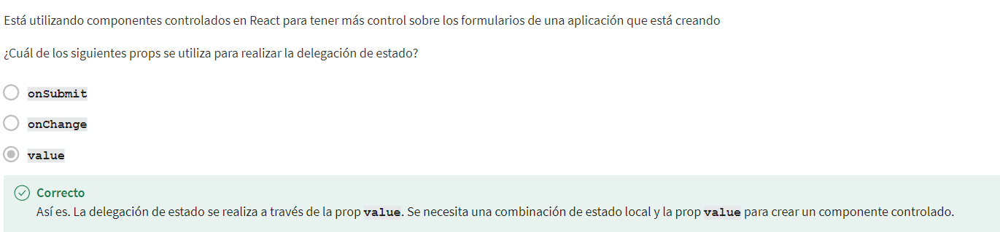 Está utilizando componentes controlados en React para tener más control sobre los formularios de una aplicación que está creando
¿Cuál de los siguientes props se utiliza para realizar la delegación de estado?
onSubmit
onChange
value
Correcto
Así es. La delegación de estado se realiza a través de la prop value. Se necesita una combinación de estado local y la prop value para crear un componente controlado.